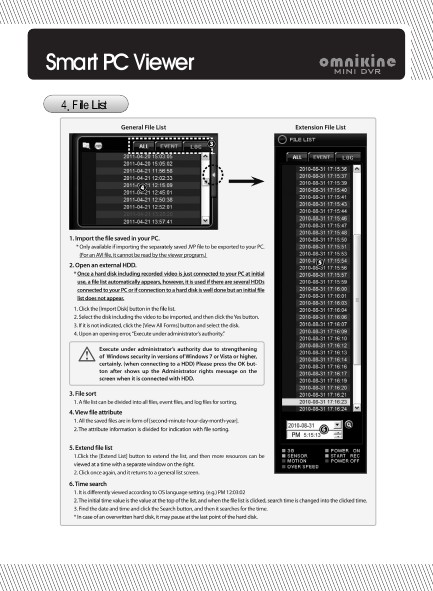 Smart PC Viewer
omnikine
MINI DVR
4. File List
General File List
Extension File List
ALL EVENT LOG
2011-04-20 15:03:05
2011-04-20 15:05:02
2011-04-21 11:56:58
2011-04-21 12:02:33
2011-04-21 12:15:09
2011-04-21 12:45:01
2011-04-21 12:50:38
2011-04-21 12:52:01
2011-04-21 13:57:41
FILE LIST
ALL EVENT LOG
2010-08-31 17:15:36
2010-08-31 17:15:37
2010-08-31 17:15:39
2010-08-31 17:15:40
2010-08-31 17:15:41
2010-08-31 17:15:43
2010-08-31 17:15:44
2010-08-31 17:15:46
2010-08-31 17:15:47
2010-08-31 17:15:48
2010-08-31 17:15:50
2010-08-31 17:15:51
2010-08-31 17:15:53
2010-08-31 17:15:54
2010-08-31 17:15:56
2010-08-31 17:15:57
2010-08-31 17:15:59
2010-08-31 17:16:00
2010-08-31 17:16:01
2010-08-31 17:16:03
2010-08-31 17:16:04
2010-08-31 17:16:06
2010-08-31 17:16:07
2010-08-31 17:16:09
2010-08-31 17:16:10
2010-08-31 17:16:12
2010-08-31 17:16:13
2010-08-31 17:16:14
2010-08-31 17:16:16
2010-08-31 17:16:17
2010-08-31 17:16:19
2010-08-31 17:16:20
2010-08-31 17:16:21
2010-08-31 17:16:23
2010-08-31 17:16:24
2010-08-31
PM 5:15:13
3G POWER ON
SENSOR START REC
MOTION POWER OFF
OVER SPEED
1. Import the file saved in your PC.
* Only available if importing the separately saved JVP file to be exported to your PC.
(For an AVI file, it cannot be read by the viewer program.)
2. Open an external HDD.
* Once a hard disk including recorded video is just connected to your PC at initial
use, a file list automatically appears, however, it is used if there are several HDDs
connected to your PC or if connection to a hard disk is well done but an initial file
list does not appear.
1. Click the [Import Disk] button in the file list.
2. Select the disk including the video to be imported, and then click the Yes button.
3. If it is not indicated, click the [View All Forms] button and select the disk.
4. Upon an opening error, "Execute under administrator's authority."
Execute under administrator's authority due to strengthening
of Windows security in versions of Windows 7 or Vista or higher,
certainly. (when connecting to a HDD) Please press the OK but-
ton after shows up the Administrator rights message on the
screen when it is connected with HDD.
3. File sort
1. A file list can be divided into all files, event files, and log files for sorting.
4. View file attribute
1. All the saved files are in form of [second-minute-hour-day-month-year].
2. The attribute information is divided for indication with file sorting.
5. Extend file list
1.Click the [Extend List] button to extend the list, and then more resources can be
viewed at a time with a separate window on the right.
2. Click once again, and it returns to a general list screen.
6. Time search
1. It is differently viewed according to OS language setting. (e.g.) PM 12:03:02
2. The initial time value is the value at the top of the list, and when the file list is clicked, search time is changed into the clicked time.
3. Find the date and time and click the Search button, and then it searches for the time.
* In case of an overwritten hard disk, it may pause at the last point of the hard disk.